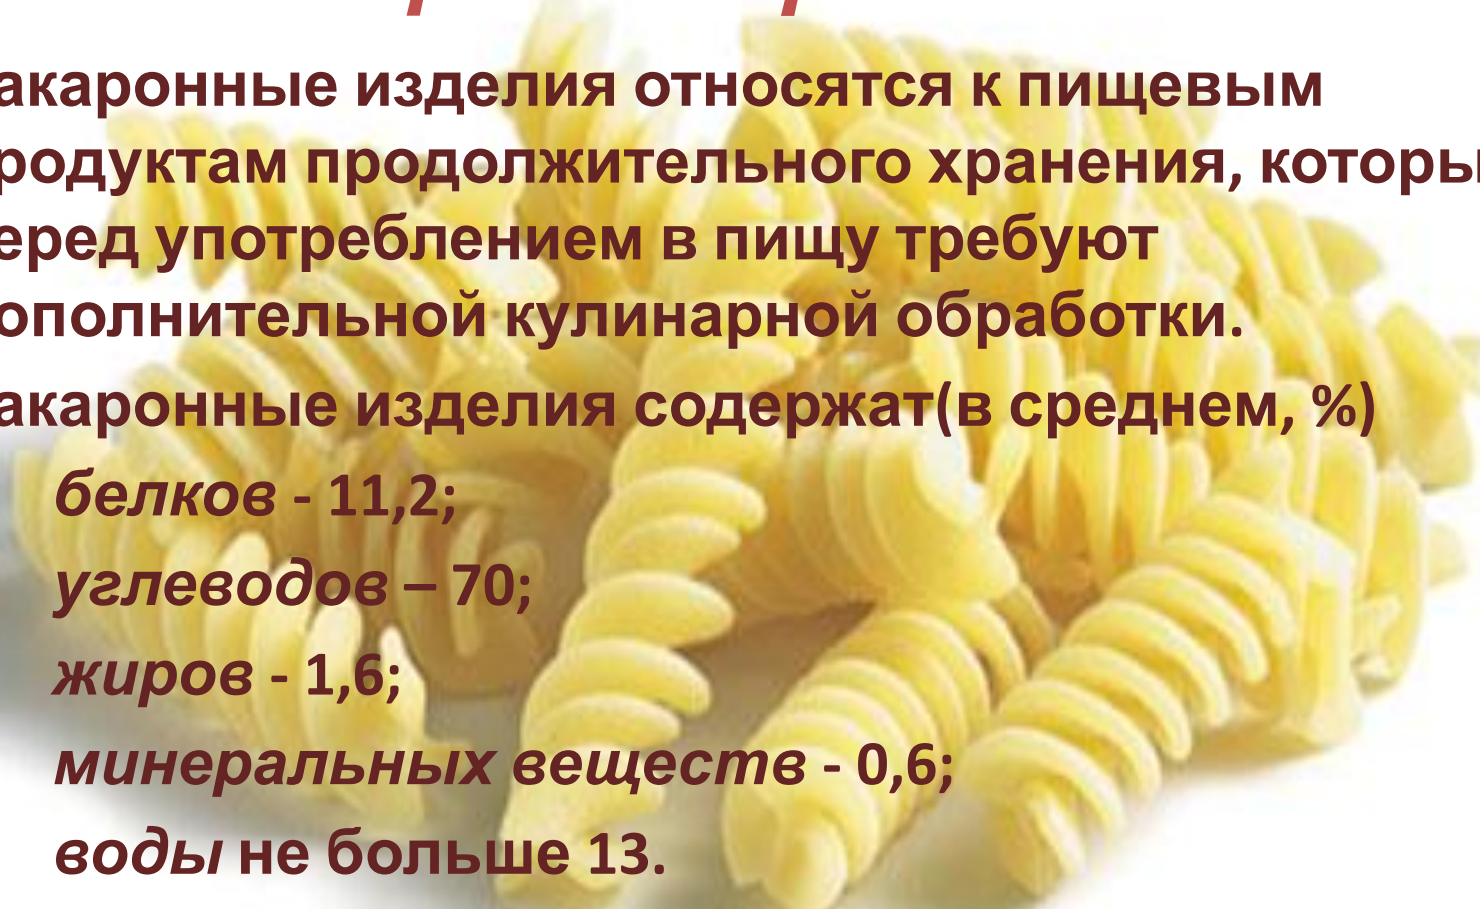 акаронные изделия относятся к пищевым
родуктам продолжительного хранения, которы
еред употреблением в пищу требуют
ополнительной кулинарной обработки.
акаронные изделия содержат(в среднем, %)
белков - 11,2;
углеводов – 70;
жиров - 1,6;
минеральных веществ - 0,6;
воды не больше 13.